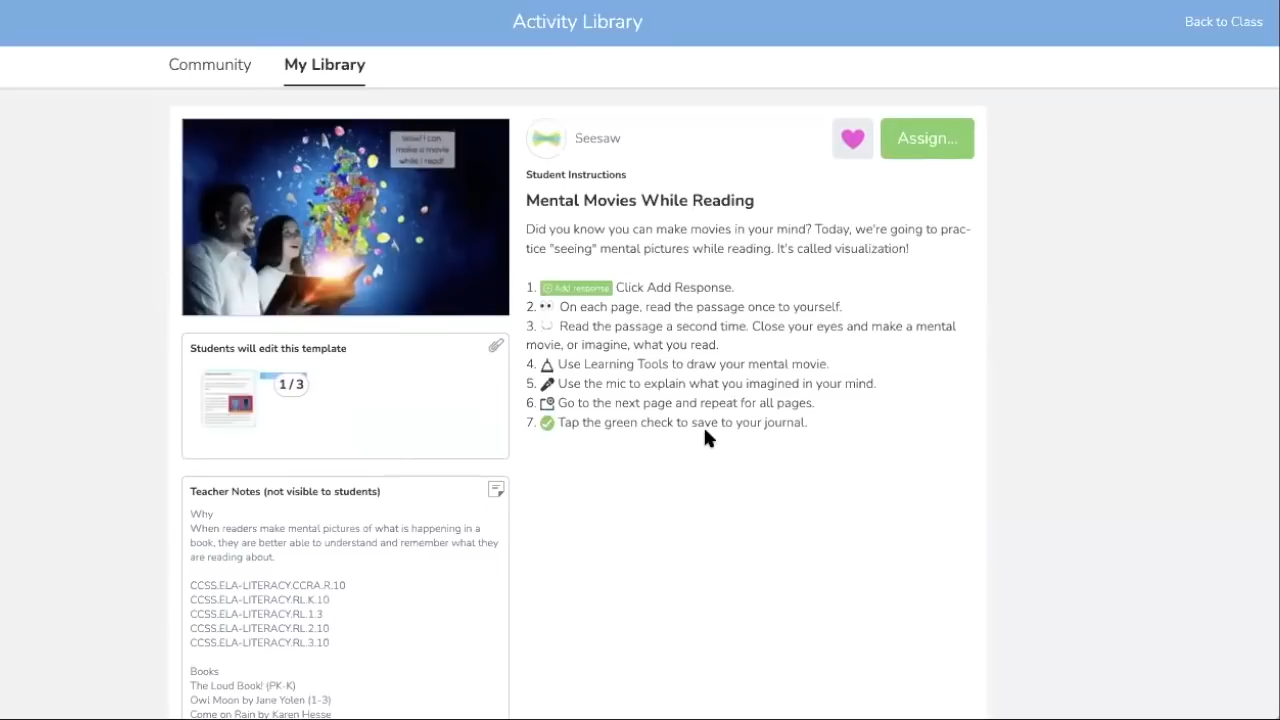 Activity Library
Back to Class
Community
My Library
Wow! I can
make a movie
while I read!
Seesaw
Assign...
Student Instructions
Mental Movies While Reading
Did you know you can make movies in your mind? Today, we're going to prac-
tice "seeing" mental pictures while reading. It's called visualization!
1. Add response Click Add Response.
2. On each page, read the passage once to yourself.
3. Read the passage a second time. Close your eyes and make a mental
movie, or imagine, what you read.
4. Use Learning Tools to draw your mental movie.
5. Use the mic to explain what you imagined in your mind.
6. Go to the next page and repeat for all pages.
7. Tap the green check to save to your journal.
Students will edit this template
1 / 3
Teacher Notes (not visible to students)
Why
When readers make mental pictures of what is happening in a
book, they are better able to understand and remember what they
are reading about.
CCSS.ELA-LITERACY.CCRA.R.10
CCSS.ELA-LITERACY.RL.K.10
CCSS.ELA-LITERACY.RL.1.3
CCSS.ELA-LITERACY.RL.2.10
CCSS.ELA-LITERACY.RL.3.10
Books
The Loud Book! (PK-K)
Owl Moon by Jane Yolen (1-3)
Come on Rain by Karen Hesse